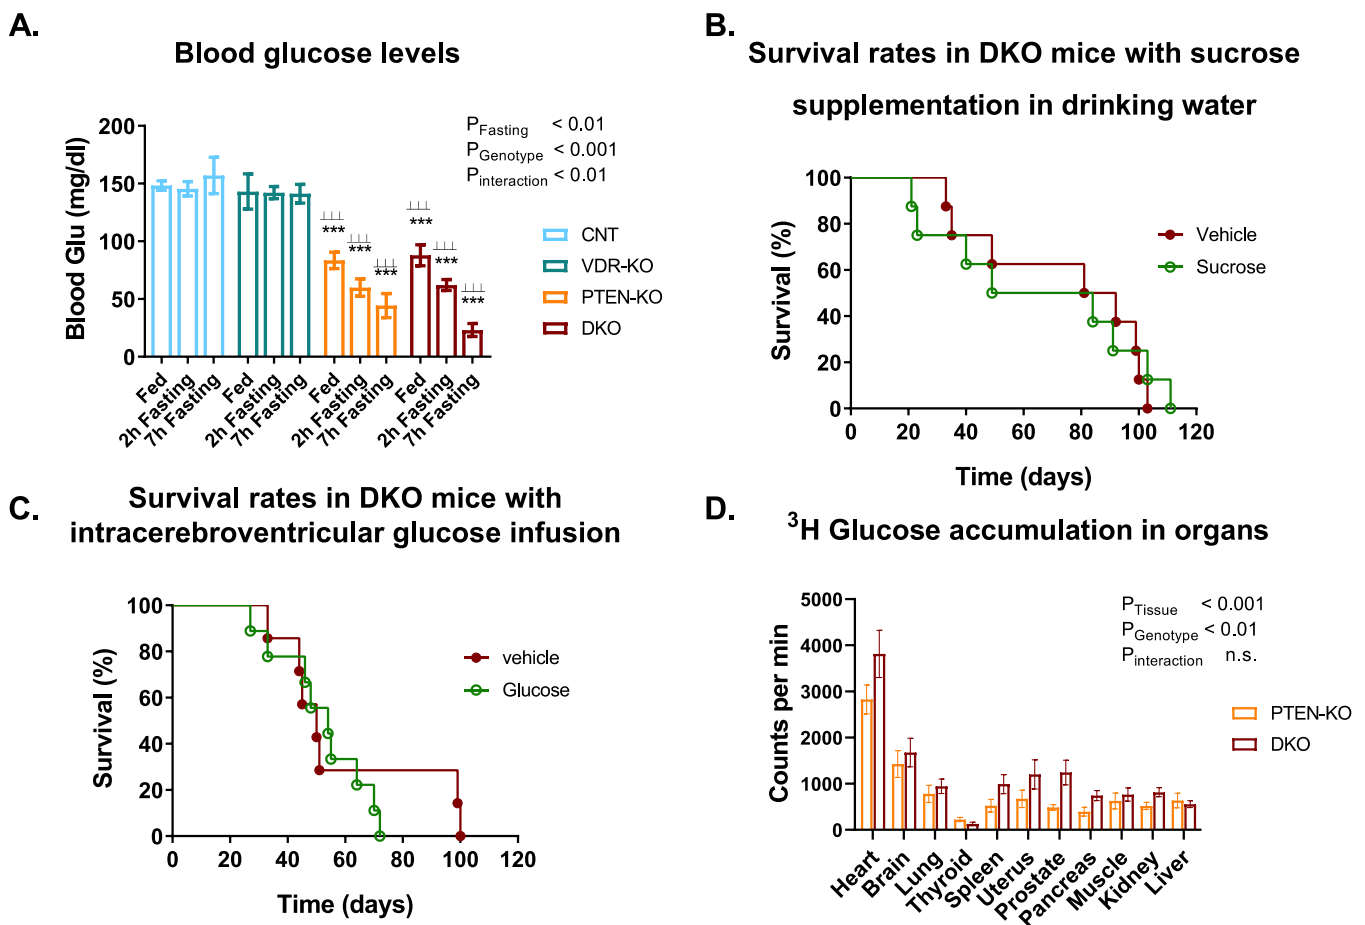 A.
Blood glucose levels
Blood Glu (mg/dl)
200
150
100
50
0
P Fasting < 0.01
P Genotype < 0.001
P interaction < 0.01
⊥⊥⊥
***
⊥⊥⊥
***
⊥⊥⊥
***
⊥⊥⊥
***
⊥⊥⊥
***
⊥⊥⊥
***
CNT
VDR-KO
PTEN-KO
DKO
Fed
2h Fasting
7h Fasting
Fed
2h Fasting
7h Fasting
Fed
2h Fasting
7h Fasting
Fed
2h Fasting
7h Fasting
B.
Survival rates in DKO mice with sucrose
supplementation in drinking water
Survival (%)
100
80
60
40
20
0
Vehicle
Sucrose
0 20 40 60 80 100 120
Time (days)
C.
Survival rates in DKO mice with
intracerebroventricular glucose infusion
Survival (%)
100
80
60
40
20
0
vehicle
Glucose
0 20 40 60 80 100 120
Time (days)
D.
3H Glucose accumulation in organs
Counts per min
5000
4000
3000
2000
1000
0
P Tissue < 0.001
P Genotype < 0.01
P interaction n.s.
PTEN-KO
DKO
Heart
Brain
Lung
Thyroid
Spleen
Uterus
Prostate
Pancreas
Muscle
Kidney
Liver